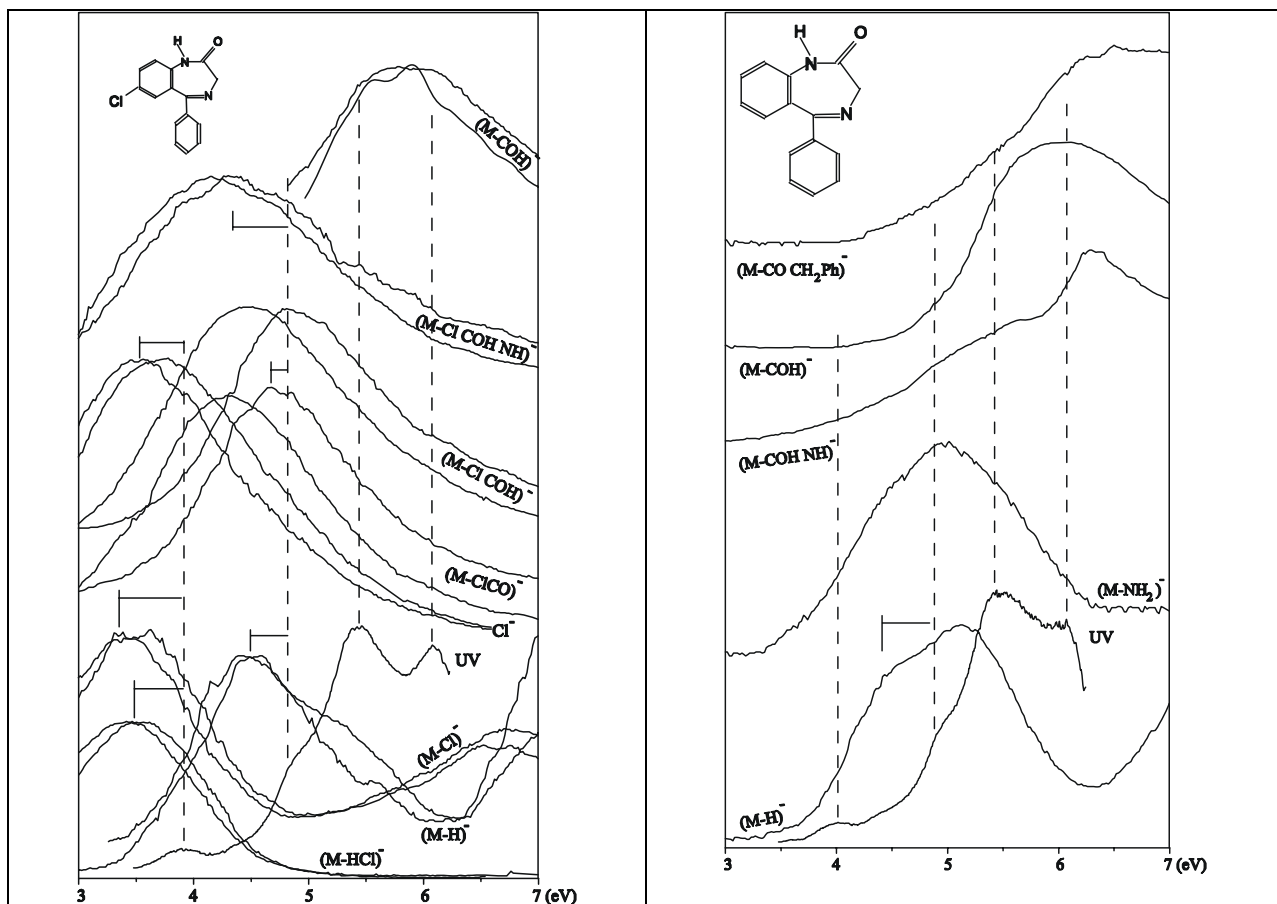 H
N
O
Cl
N
(M-COH)⁻
(M-Cl COH NH)⁻
(M-Cl COH)⁻
(M-ClCO)⁻
Cl⁻
UV
(M-Cl)⁻
(M-H)⁻
(M-HCl)⁻
3 4 5 6 7 (eV)
H
N
O
N
(M-CO CH₂Ph)⁻
(M-COH)⁻
(M-COH NH)⁻
(M-NH₂)⁻
UV
(M-H)⁻
3 4 5 6 7 (eV)